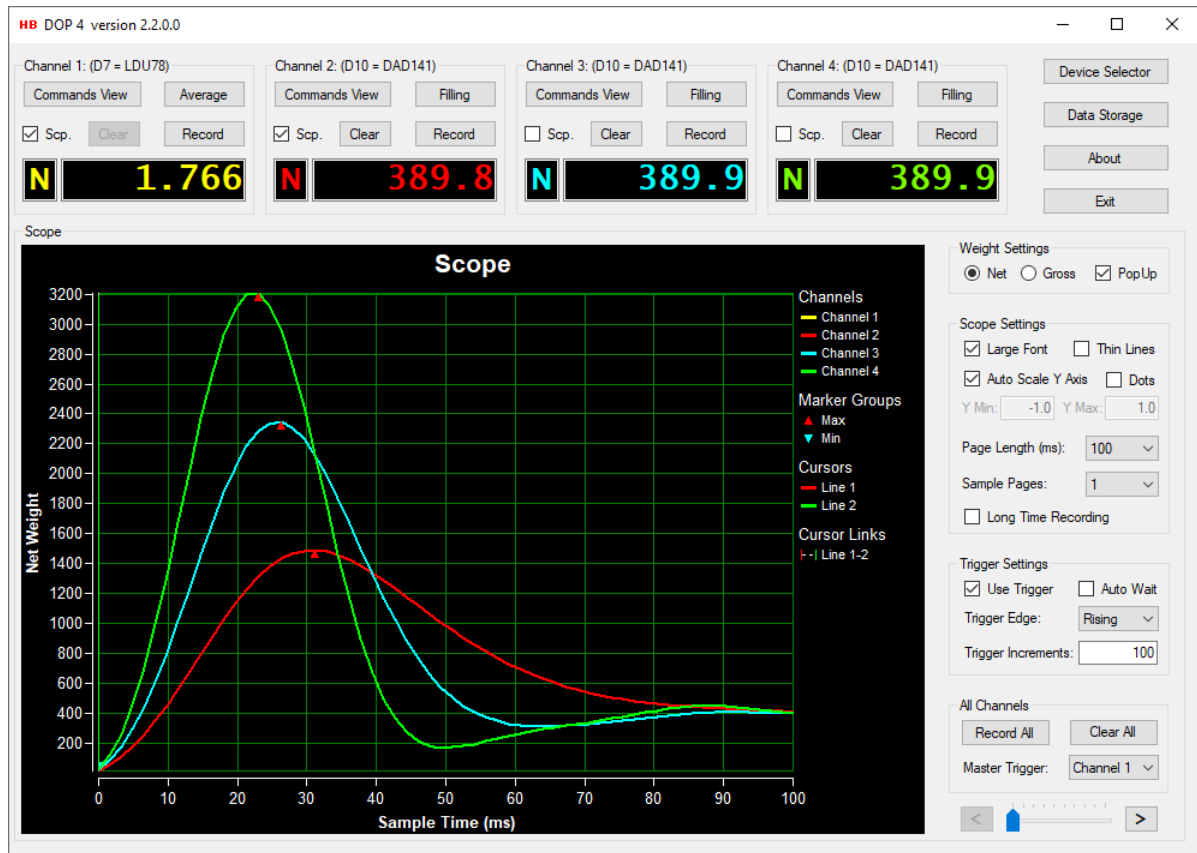 HB DOP 4 version 2.2.0.0
Channel 1: (D7 = LDU78)
Commands View Average
Scp. Clear Record
N 1.766
Channel 2: (D10 = DAD141)
Commands View Filling
Scp. Clear Record
N 389.8
Channel 3: (D10 = DAD141)
Commands View Filling
Scp. Clear Record
N 389.9
Channel 4: (D10 = DAD141)
Commands View Filling
Scp. Clear Record
N 389.9
Device Selector
Data Storage
About
Exit
Scope
Scope
Net Weight
3200
3000
2800
2600
2400
2200
2000
1800
1600
1400
1200
1000
800
600
400
200
0 10 20 30 40 50 60 70 80 90 100
Sample Time (ms)
Channels
Channel 1
Channel 2
Channel 3
Channel 4
Marker Groups
Max
Min
Cursors
Line 1
Line 2
Cursor Links
Line 1-2
Weight Settings
Net Gross PopUp
Scope Settings
Large Font Thin Lines
Auto Scale Y Axis Dots
Y Min: -1.0 Y Max: 1.0
Page Length (ms): 100
Sample Pages: 1
Long Time Recording
Trigger Settings
Use Trigger Auto Wait
Trigger Edge: Rising
Trigger Increments: 100
All Channels
Record All Clear All
Master Trigger: Channel 1
< >